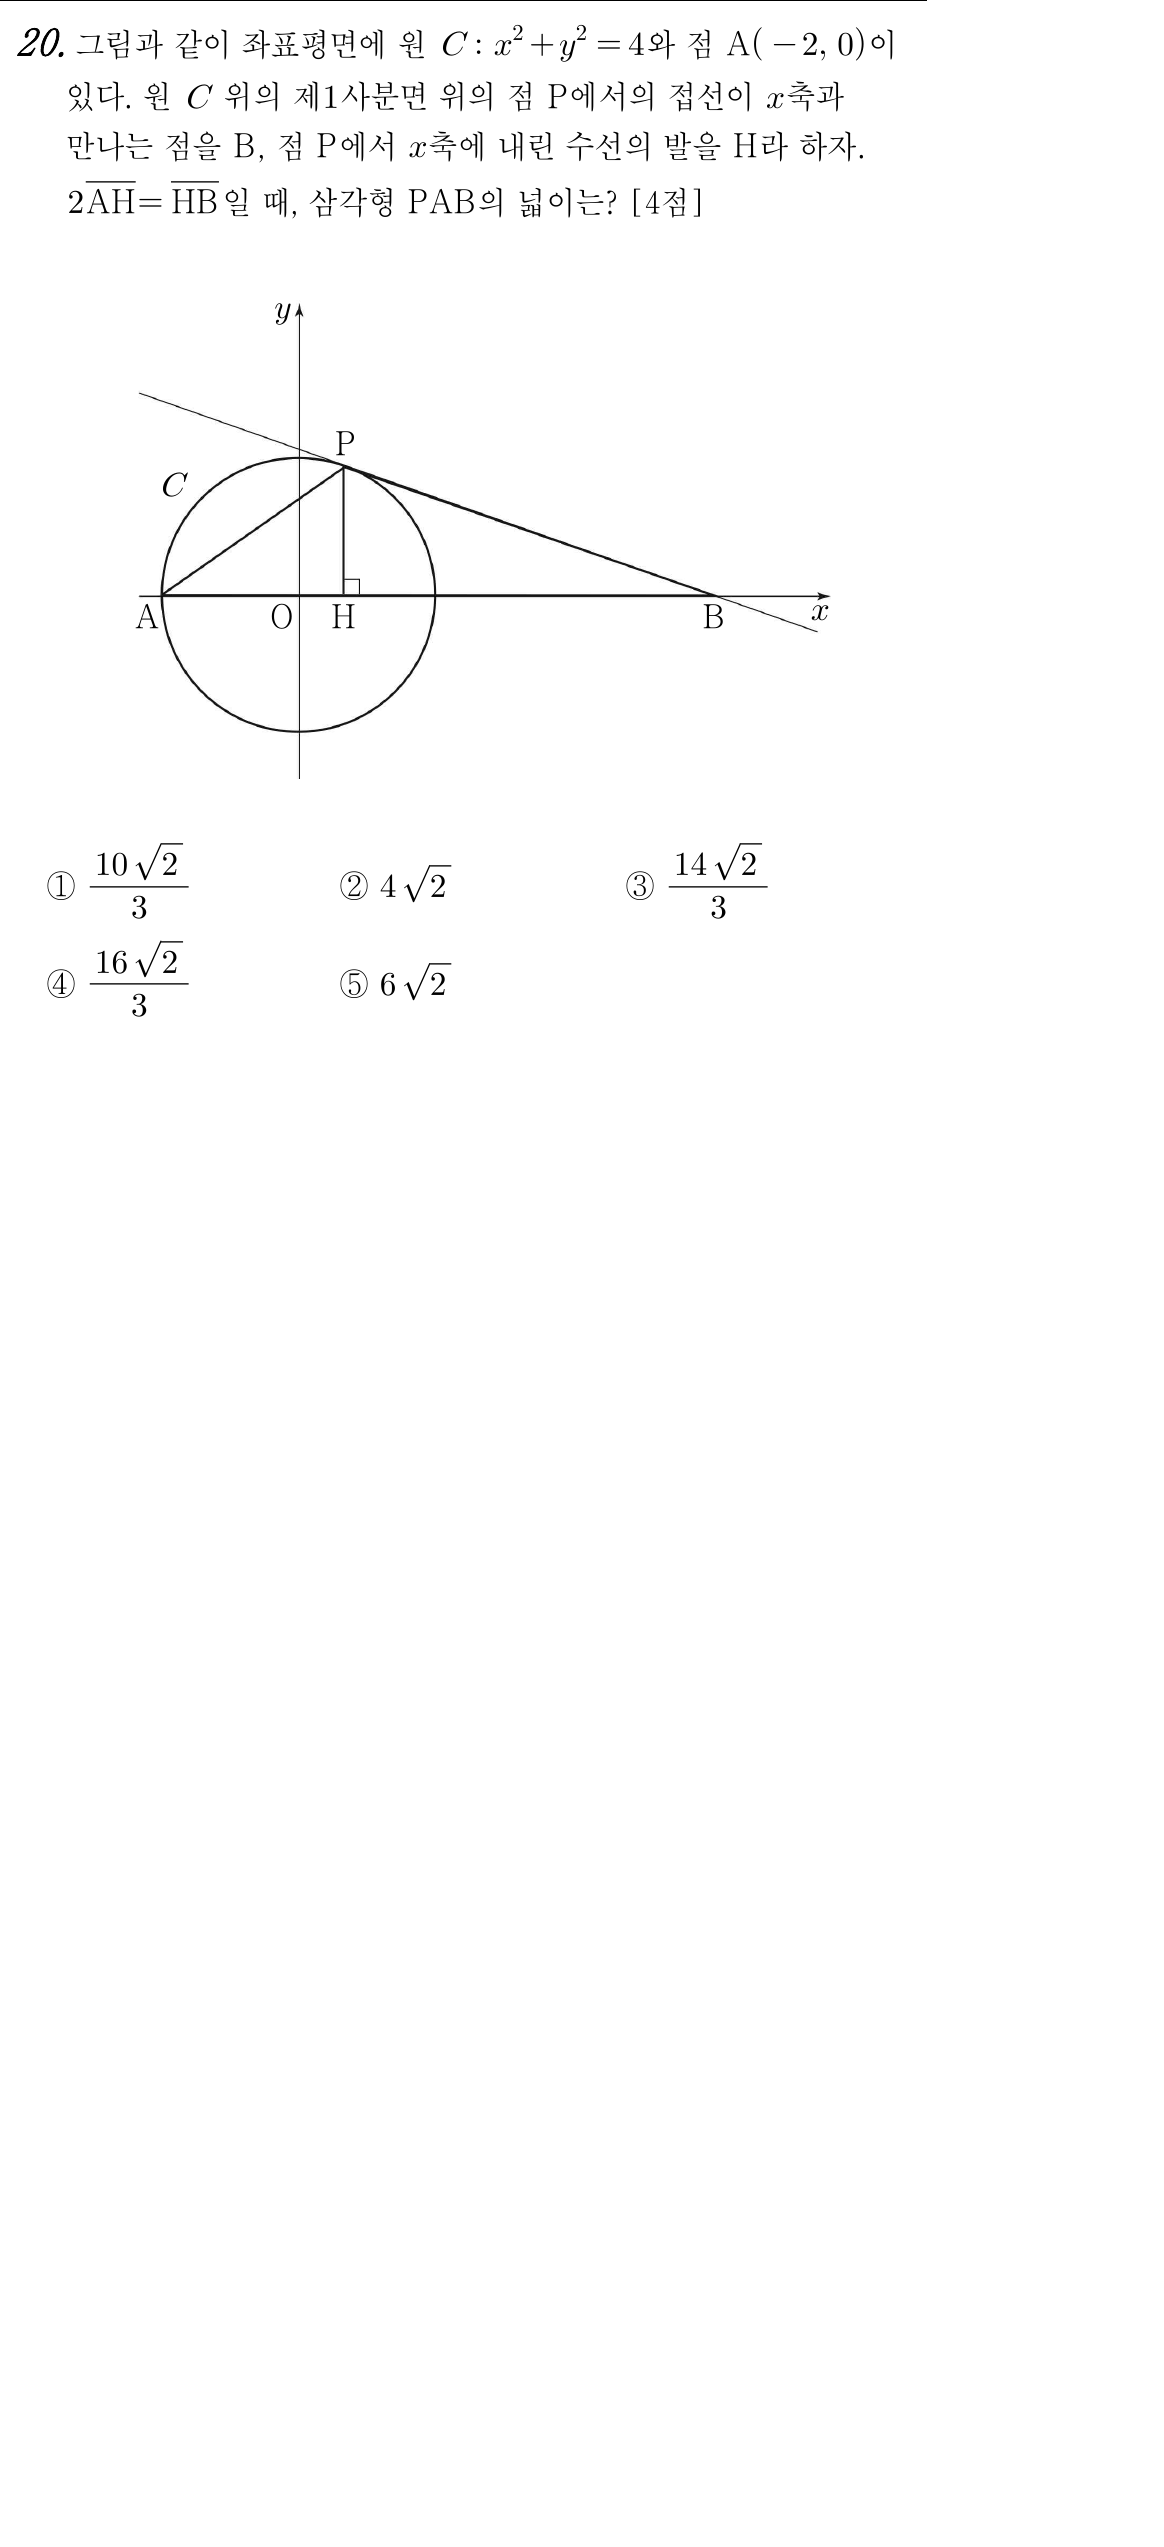 20. 그림과 같이 좌표평면에 원 C : x²+y²=4와 점 A(-2, 0)이
있다. 원 C 위의 제1사분면 위의 점 P에서의 접선이 x축과
만나는 점을 B, 점 P에서 x축에 내린 수선의 발을 H라 하자.
2A̅H̅=H̅B̅일 때, 삼각형 PAB의 넓이는? [4점]
y
P
C
A O H B x
① 10√2/3 ② 4√2 ③ 14√2/3
④ 16√2/3 ⑤ 6√2